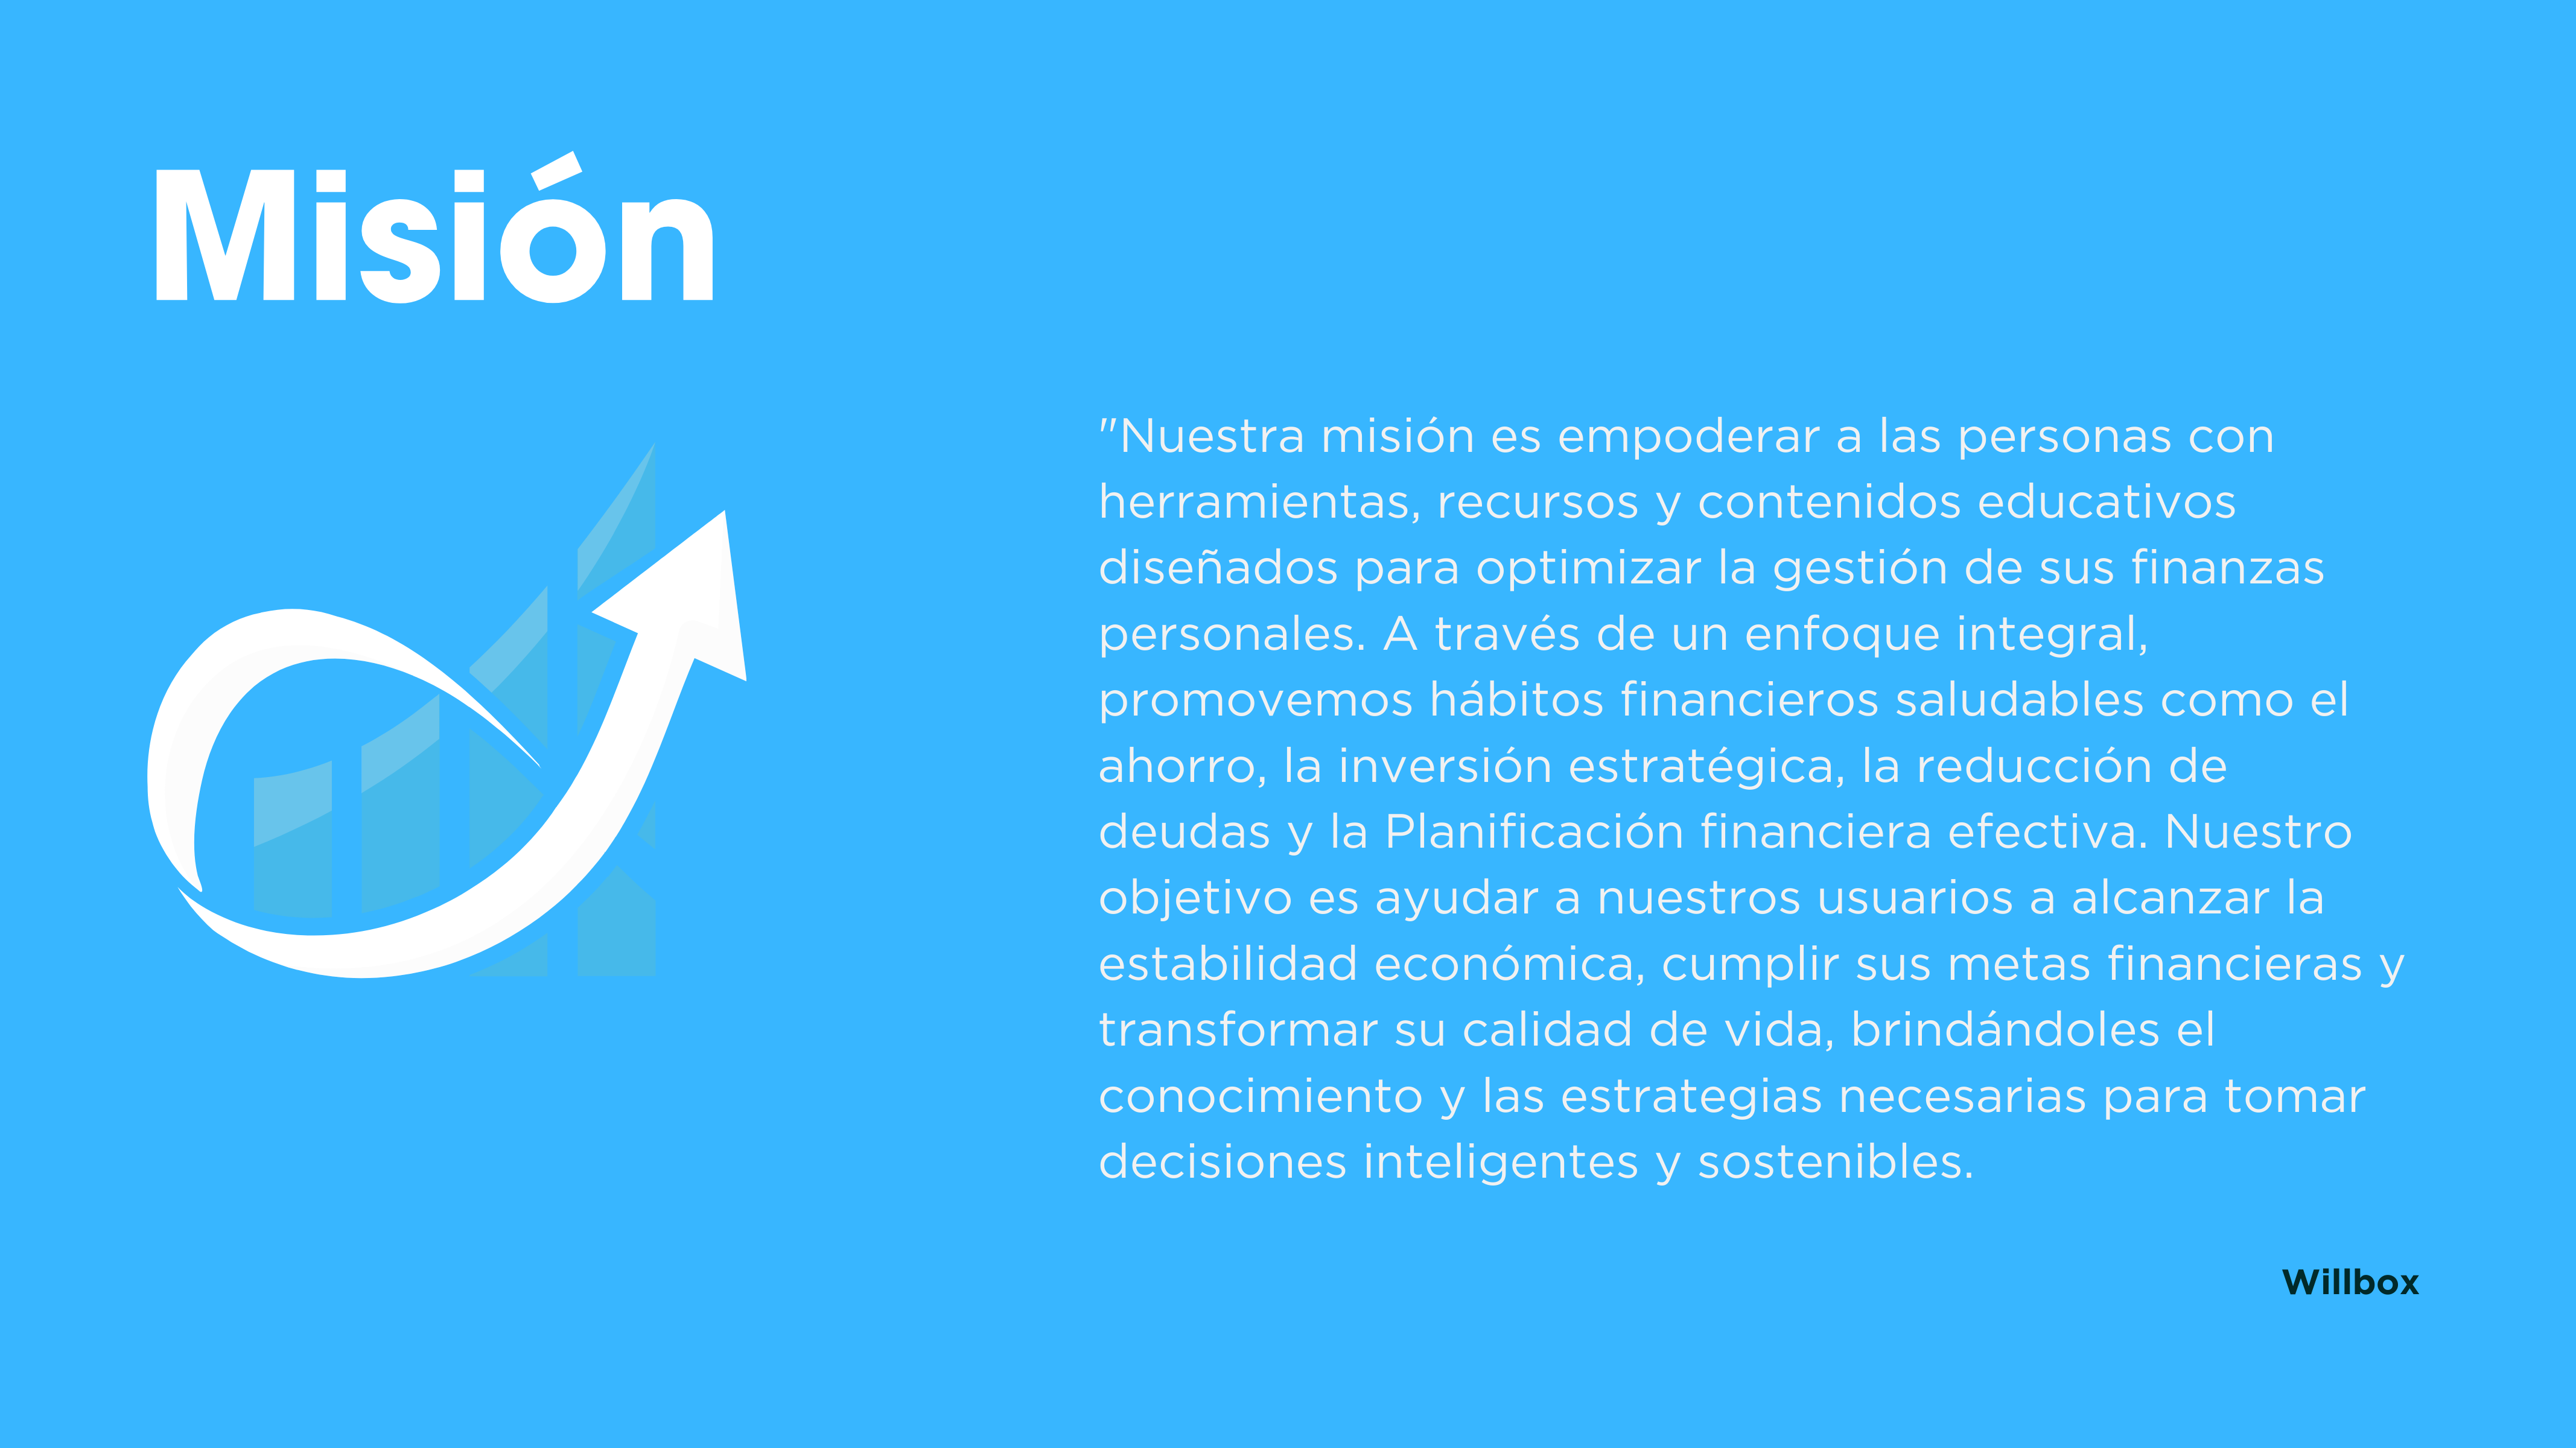 Misión
"Nuestra misión es empoderar a las personas con
herramientas, recursos y contenidos educativos
diseñados para optimizar la gestión de sus finanzas
personales. A través de un enfoque integral,
promovemos hábitos financieros saludables como el
ahorro, la inversión estratégica, la reducción de
deudas y la Planificación financiera efectiva. Nuestro
objetivo es ayudar a nuestros usuarios a alcanzar la
estabilidad económica, cumplir sus metas financieras y
transformar su calidad de vida, brindándoles el
conocimiento y las estrategias necesarias para tomar
decisiones inteligentes y sostenibles.
Willbox